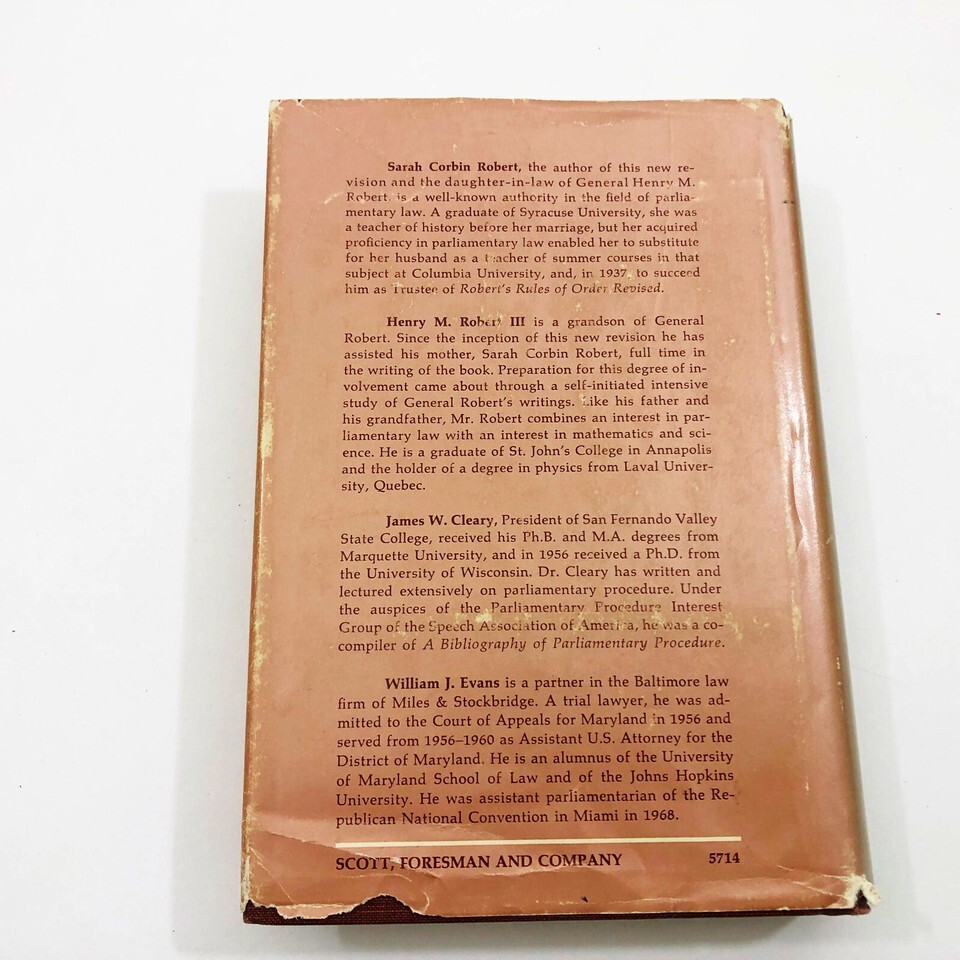 Sarah Corbin Robert, the author of this new re-
vision and the daughter-in-law of General Henry M.
Robert, is a well-known authority in the field of parlia-
mentary law. A graduate of Syracuse University, she was
a teacher of history before her marriage, but her acquired
proficiency in parliamentary law enabled her to substitute
for her husband as a teacher of summer courses in that
subject at Columbia University, and, in 1937, to succeed
him as Trustee of Robert's Rules of Order Revised.
Henry M. Robert III is a grandson of General
Robert. Since the inception of this new revision he has
assisted his mother, Sarah Corbin Robert, full time in
the writing of the book. Preparation for this degree of in-
volvement came about through a self-initiated intensive
study of General Robert's writings. Like his father and
his grandfather, Mr. Robert combines an interest in par-
liamentary law with an interest in mathematics and sci-
ence. He is a graduate of St. John's College in Annapolis
and the holder of a degree in physics from Laval Univer-
sity, Quebec.
James W. Cleary, President of San Fernando Valley
State College, received his Ph.B. and M.A. degrees from
Marquette University, and in 1956 received a Ph.D. from
the University of Wisconsin. Dr. Cleary has written and
lectured extensively on parliamentary procedure. Under
the auspices of the Parliamentary Procedure Interest
Group of the Speech Association of America, he was a co-
compiler of A Bibliography of Parliamentary Procedure.
William J. Evans is a partner in the Baltimore law
firm of Miles & Stockbridge. A trial lawyer, he was ad-
mitted to the Court of Appeals for Maryland in 1956 and
served from 1956–1960 as Assistant U.S. Attorney for the
District of Maryland. He is an alumnus of the University
of Maryland School of Law and of the Johns Hopkins
University. He was assistant parliamentarian of the Re-
publican National Convention in Miami in 1968.
SCOTT, FORESMAN AND COMPANY 5714